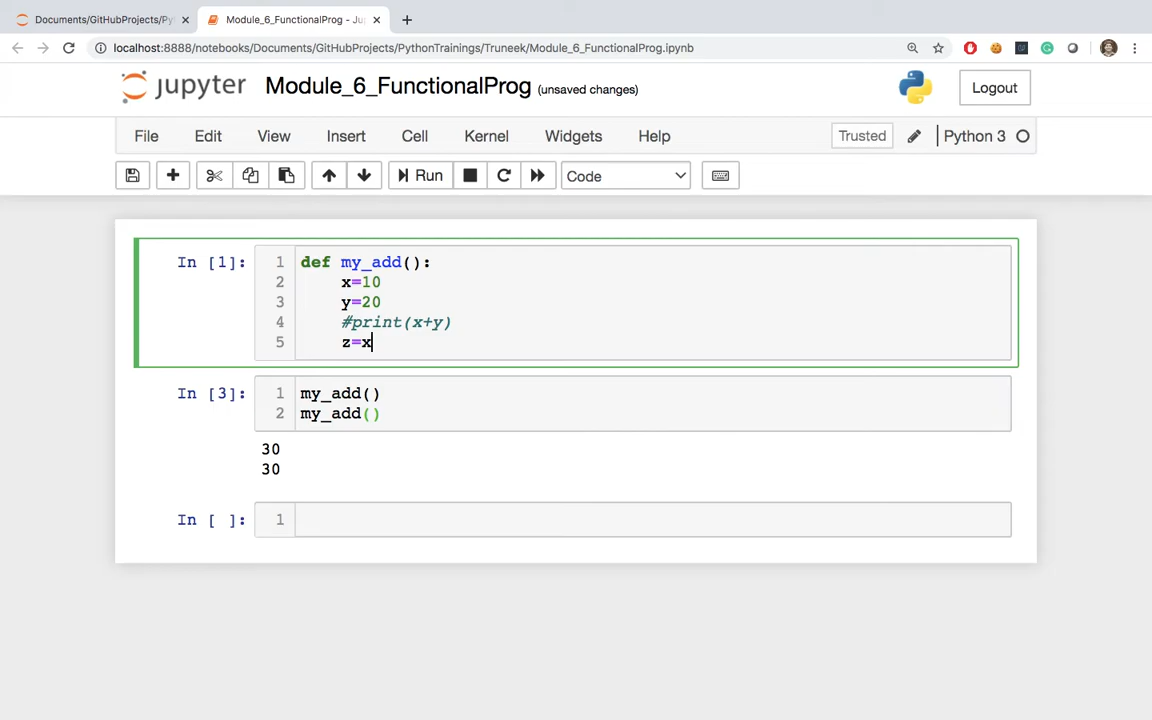 Documents/GitHubProjects/Py
Module_6_FunctionalProg - Ju
localhost:8888/notebooks/Documents/GitHubProjects/PythonTrainings/Truneek/Module_6_FunctionalProg.ipynb
jupyter Module_6_FunctionalProg (unsaved changes) Logout
File Edit View Insert Cell Kernel Widgets Help Trusted Python 3
Run Code
In [1]: 1 def my_add():
2 x=10
3 y=20
4 #print(x+y)
5 z=x
In [3]: 1 my_add()
2 my_add()
30
30
In [ ]: 1